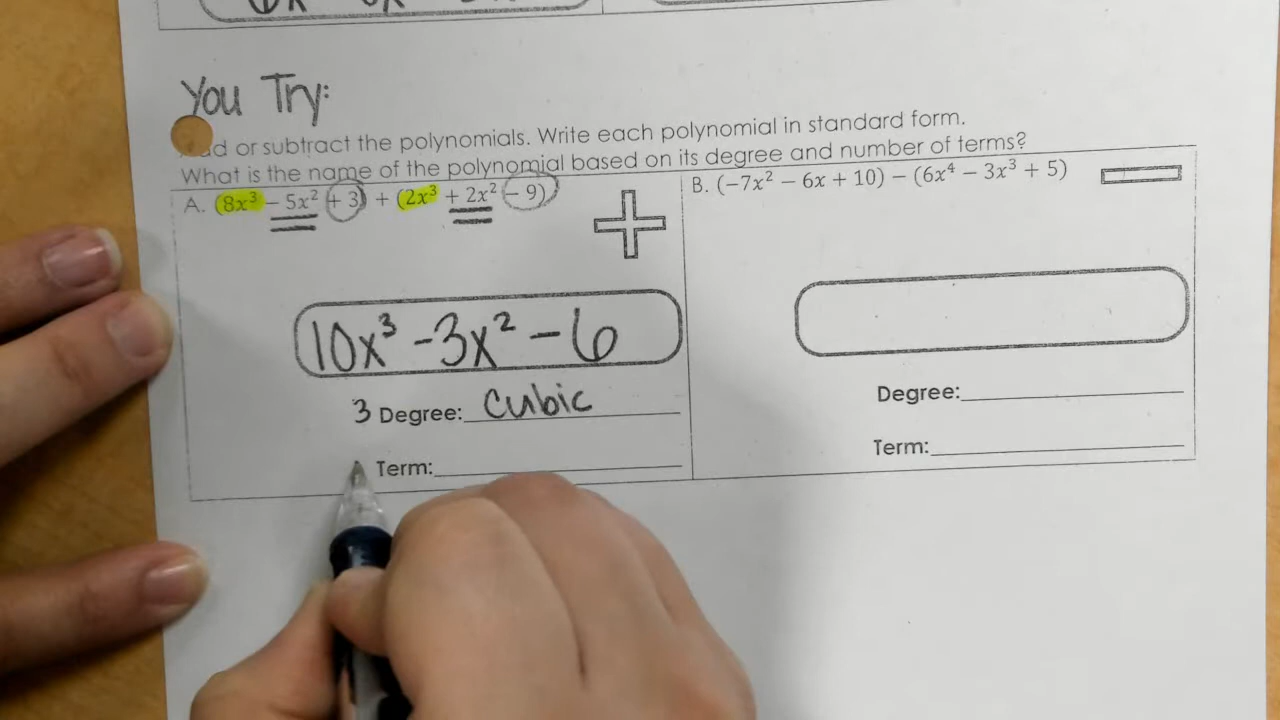 You Try:
d or subtract the polynomials. Write each polynomial in standard form.
What is the name of the polynomial based on its degree and number of terms?
A. (8x³ − 5x² + 3) + (2x³ + 2x² − 9)
10x³ -3x² -6
3 Degree: cubic
Term:
B. (−7x² − 6x + 10) − (6x⁴ − 3x³ + 5)
Degree:
Term: